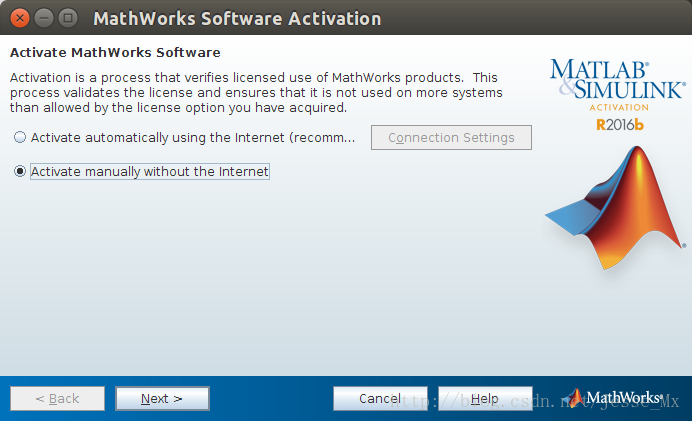 MathWorks Software Activation
Activate MathWorks Software
Activation is a process that verifies licensed use of MathWorks products. This
process validates the license and ensures that it is not used on more systems
than allowed by the license option you have acquired.
Activate automatically using the Internet (recomm...
Connection Settings
Activate manually without the Internet
MATLAB®
&SIMULINK®
ACTIVATION
R2016b
< Back
Next >
Cancel
Help
MathWorks®
http://blog.csdn.net/Jesse_Mx